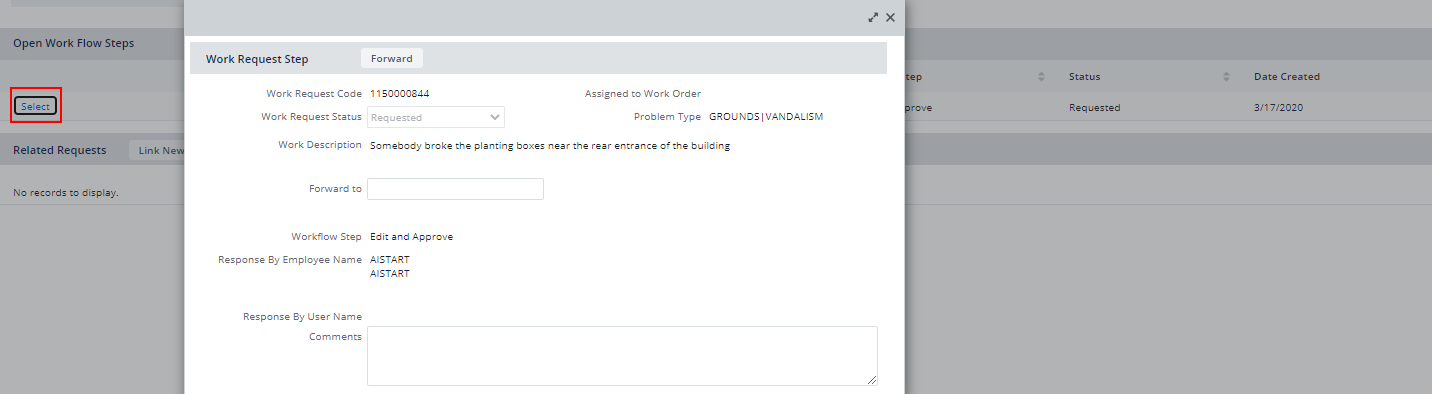 Open Work Flow Steps
Work Request Step Forward
Status Date Created
Select
Requested 3/17/2020
Work Request Code 1150000844 Assigned to Work Order
Work Request Status Requested Problem Type GROUNDS|VANDALISM
Related Requests Link New
Work Description Somebody broke the planting boxes near the rear entrance of the building
No records to display.
Forward to
Workflow Step Edit and Approve
Response By Employee Name AISTART
AISTART
Response By User Name
Comments